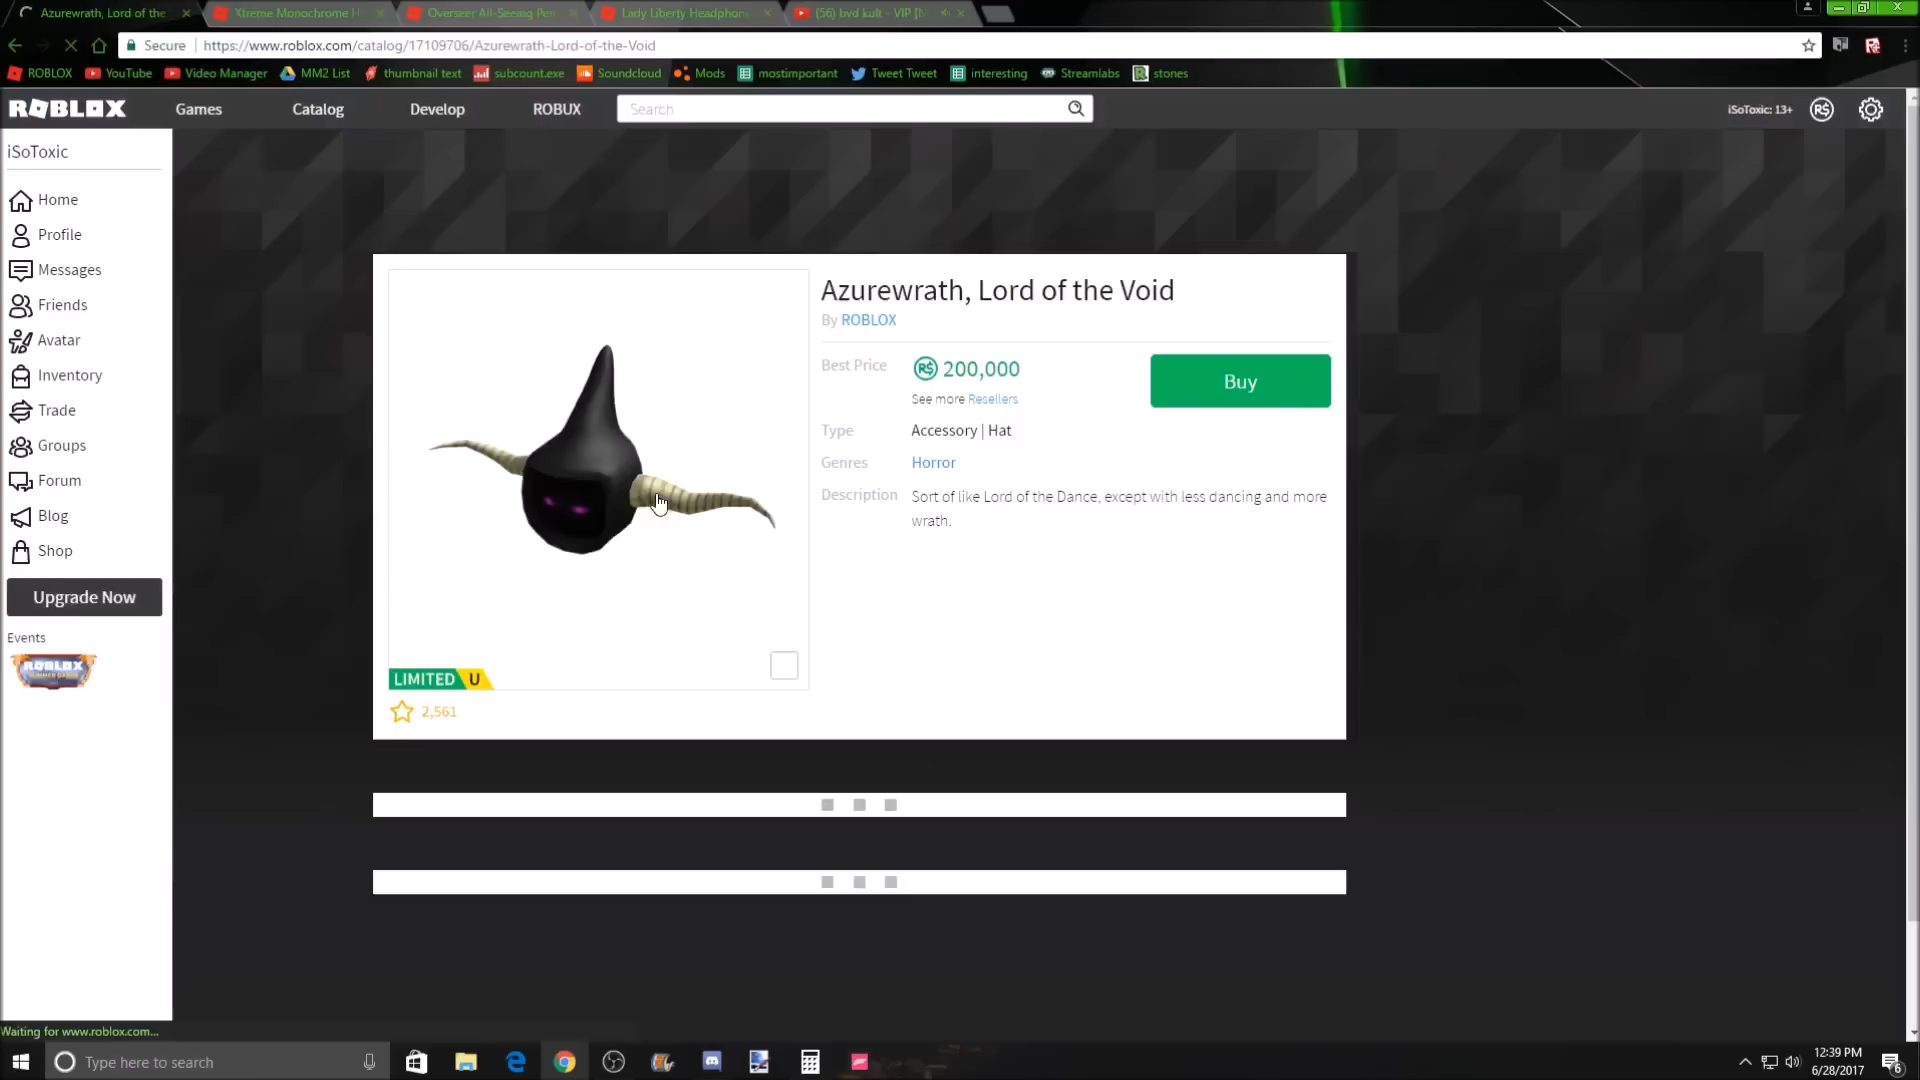 Azurewrath, Lord of the
Xtreme Monochrome H
Overseer All-Seeing Pen
Lady Liberty Headphon
(56) bvd kult - VIP [N
Secure https://www.roblox.com/catalog/17109706/Azurewrath-Lord-of-the-Void
ROBLOX YouTube Video Manager MM2 List thumbnail text subcount.exe Soundcloud Mods mostimportant Tweet Tweet interesting Streamlabs stones
ROBLOX Games Catalog Develop ROBUX Search iSoToxic: 13+ R$
iSoToxic
Home
Profile
Messages
Friends
Avatar
Inventory
Trade
Groups
Forum
Blog
Shop
Upgrade Now
Events
ROBLOX
SUMMER GAMES
Azurewrath, Lord of the Void
By ROBLOX
Best Price R$ 200,000
See more Resellers
Buy
Type Accessory | Hat
Genres Horror
Description Sort of like Lord of the Dance, except with less dancing and more
wrath.
LIMITED U
2,561
Waiting for www.roblox.com...
Type here to search
12:39 PM
6/28/2017
6